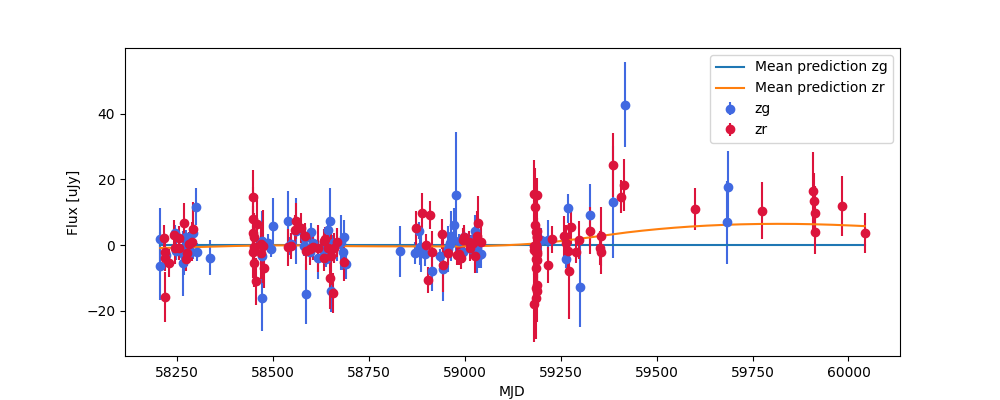 Mean prediction zg
Mean prediction zr
zg
zr
Flux [uJy]
40
20
0
−20
58250
58500
58750
59000
59250
59500
59750
60000
MJD